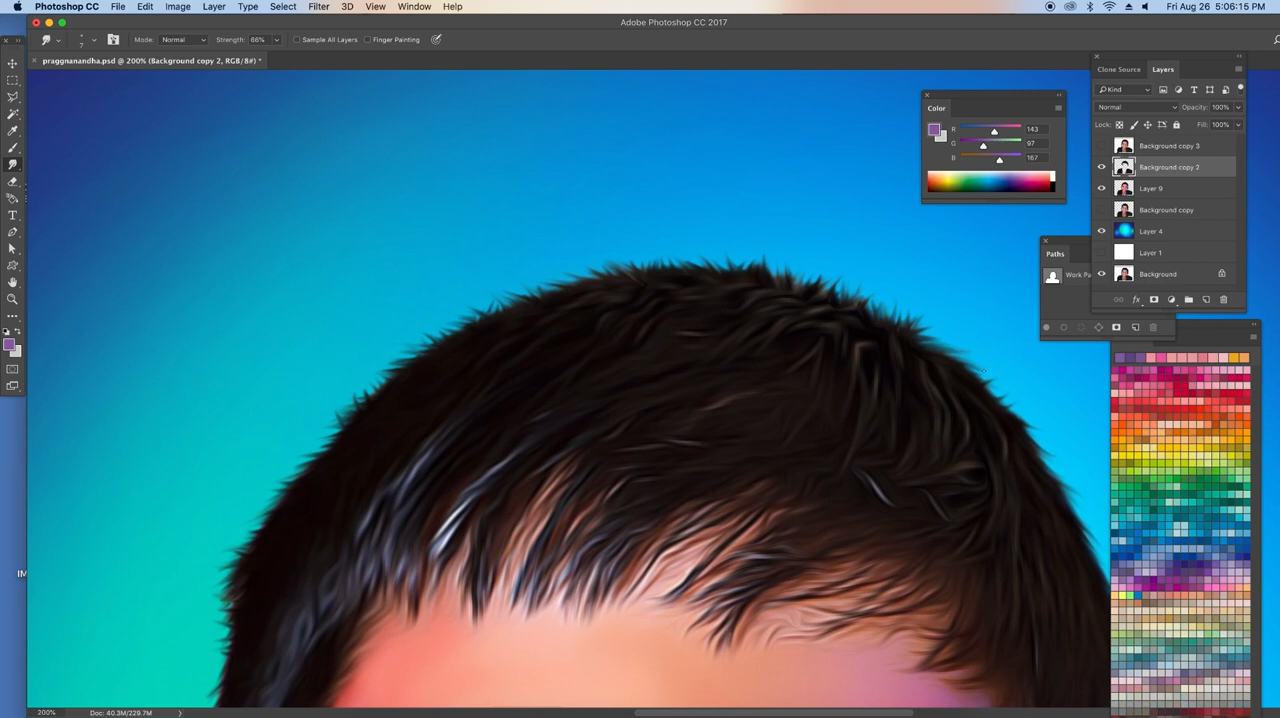 Photoshop CC File Edit Image Layer Type Select Filter 3D View Window Help Fri Aug 26 5:06:15 PM
Adobe Photoshop CC 2017
7 Mode: Normal Strength: 66% Sample All Layers Finger Painting
praggnanandha.psd @ 200% (Background copy 2, RGB/8#) *
Clone Source Layers
Kind
Normal Opacity: 100%
Lock: Fill: 100%
Background copy 3
Background copy 2
Layer 9
Background copy
Layer 4
Layer 1
Background
Color
R 143
G 97
B 167
Paths
Work Pa
IM
200% Doc: 40.3M/229.7M